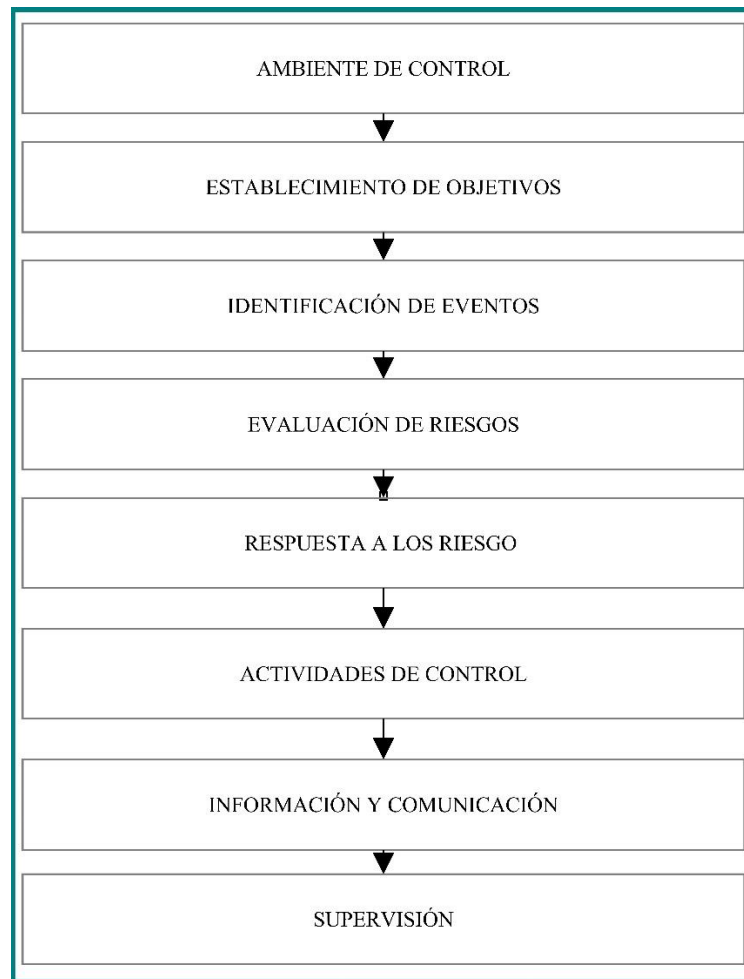 AMBIENTE DE CONTROL
ESTABLECIMIENTO DE OBJETIVOS
IDENTIFICACIÓN DE EVENTOS
EVALUACIÓN DE RIESGOS
RESPUESTA A LOS RIESGO
ACTIVIDADES DE CONTROL
INFORMACIÓN Y COMUNICACIÓN
SUPERVISIÓN